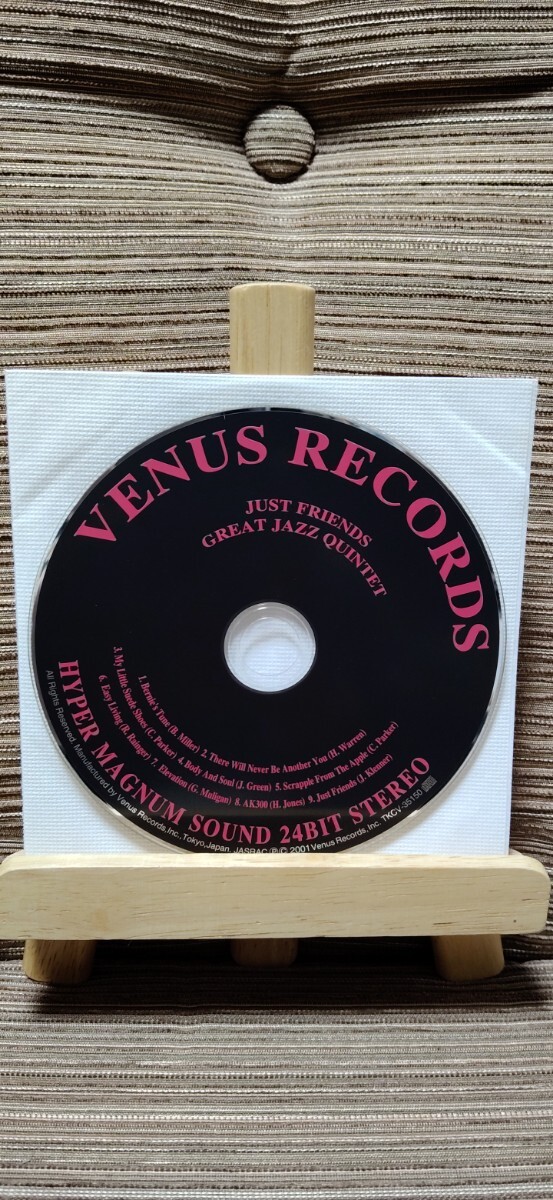 VENUS RECORDS
JUST FRIENDS
GREAT JAZZ QUINTET
1. Bernie's Tune (B. Miller) 2. There Will Never Be Another You (H. Warren)
3. My Little Suede Shoes (C. Parker) 4. Body And Soul (J. Green) 5. Scrapple From The Apple (C. Parker)
6. Easy Living (R. Rainger) 7. Elevation (G. Mulligan) 8. AK300 (H. Jones) 9. Just Friends (J. Klenner)
HYPER MAGNUM SOUND 24BIT STEREO
All Rights Reserved. Manufactured by Venus Records, Inc. Tokyo, Japan. JASRAC ℗© 2001 Venus Records, Inc. TKCV-35150